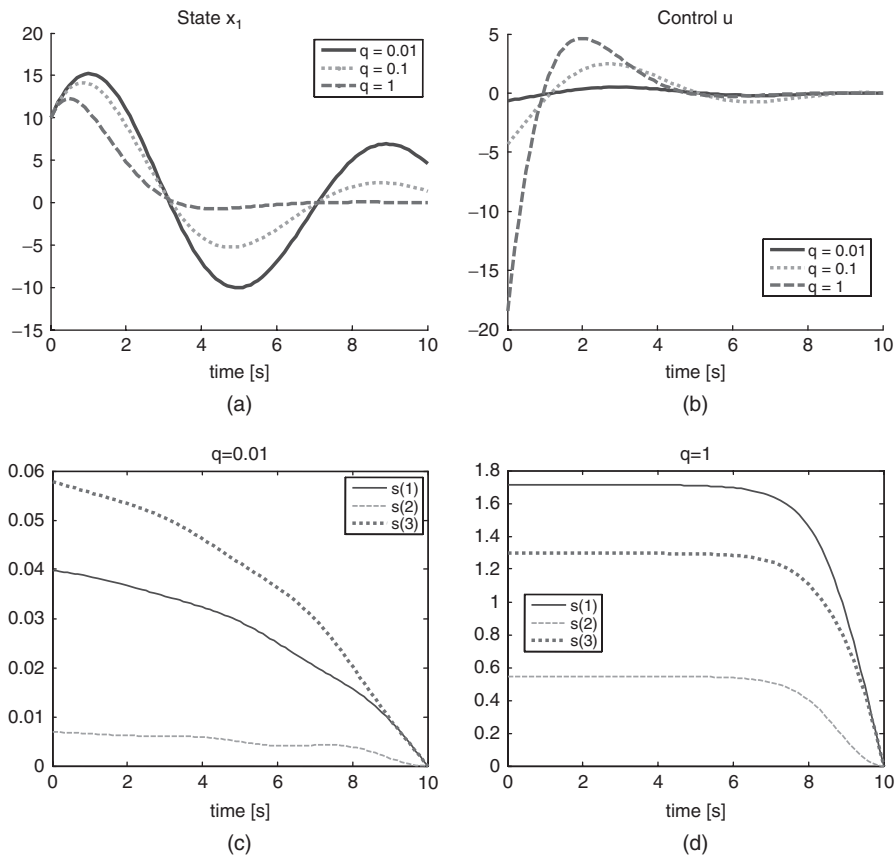 State x₁
20
15
10
5
0
−5
−10
−15
0 2 4 6 8 10
q = 0.01
q = 0.1
q = 1
time [s]
(a)
Control u
5
0
−5
−10
−15
−20
0 2 4 6 8 10
q = 0.01
q = 0.1
q = 1
time [s]
(b)
q=0.01
0.06
0.05
0.04
0.03
0.02
0.01
0
0 2 4 6 8 10
s(1)
s(2)
s(3)
time [s]
(c)
q=1
1.8
1.6
1.4
1.2
1
0.8
0.6
0.4
0.2
0
0 2 4 6 8 10
s(1)
s(2)
s(3)
time [s]
(d)